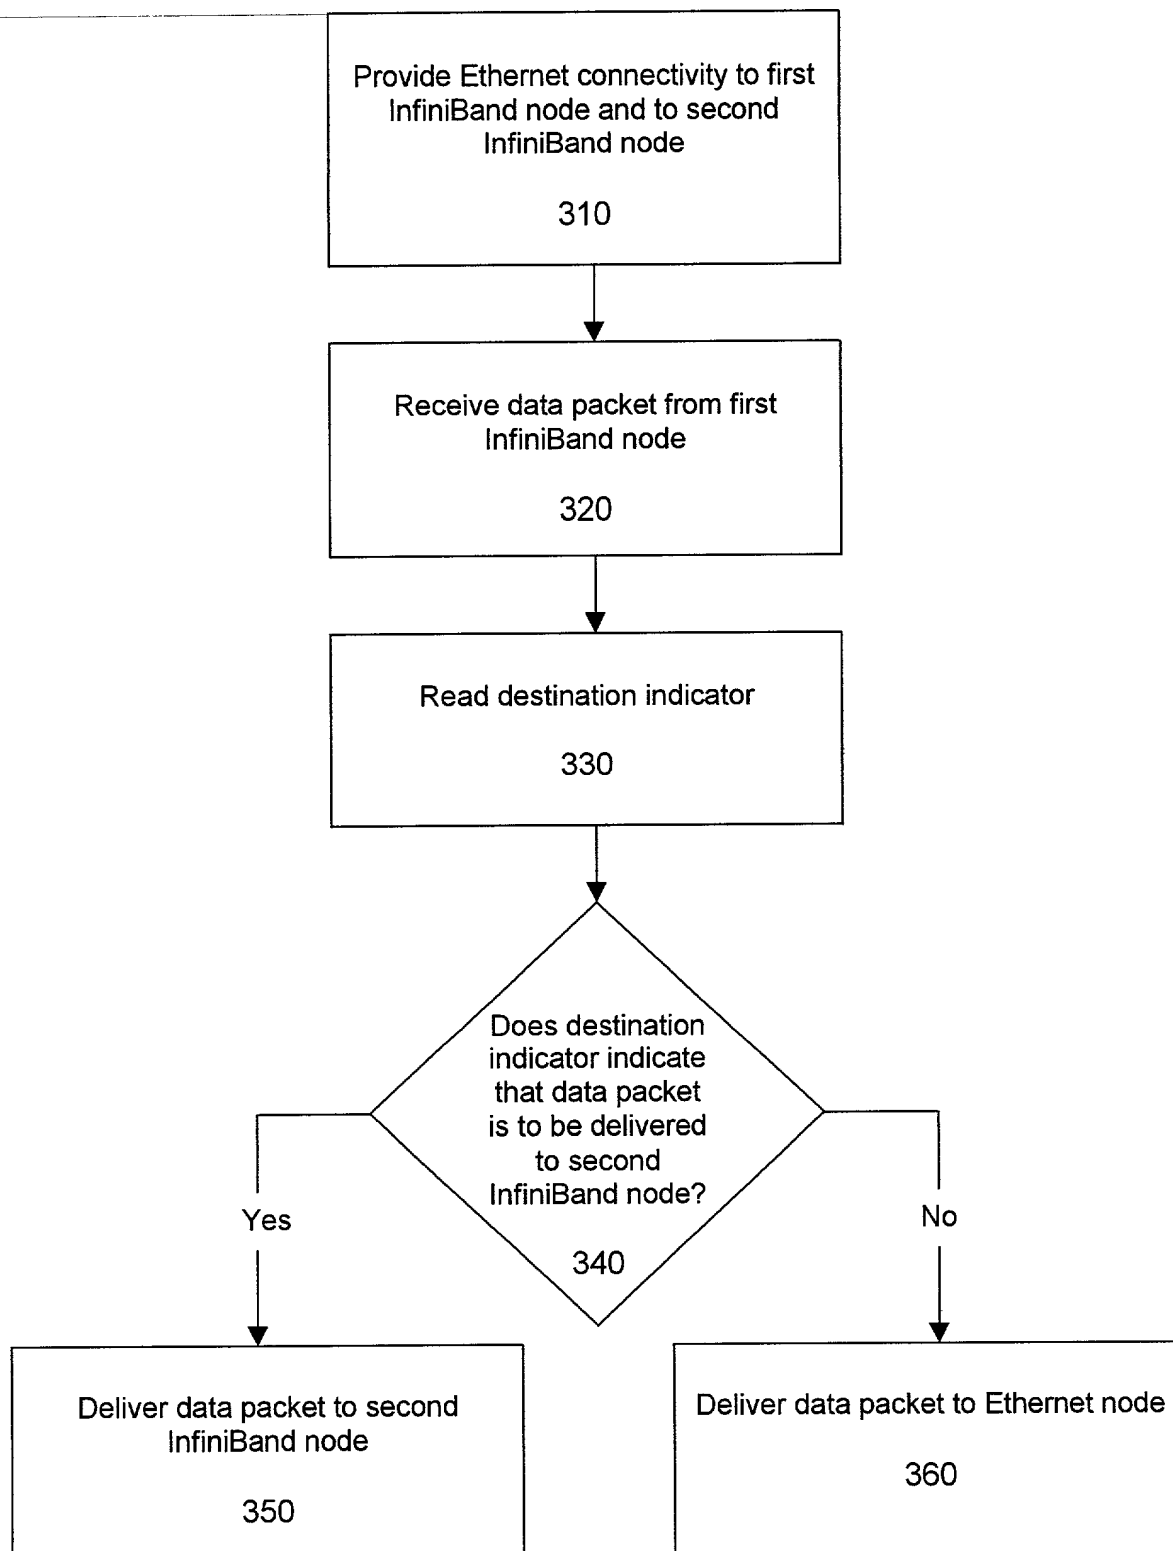 Provide Ethernet connectivity to first
InfiniBand node and to second
InfiniBand node
310
Receive data packet from first
InfiniBand node
320
Read destination indicator
330
Does destination
indicator indicate
that data packet
is to be delivered
to second
InfiniBand node?
340
Yes
No
Deliver data packet to second
InfiniBand node
350
Deliver data packet to Ethernet node
360